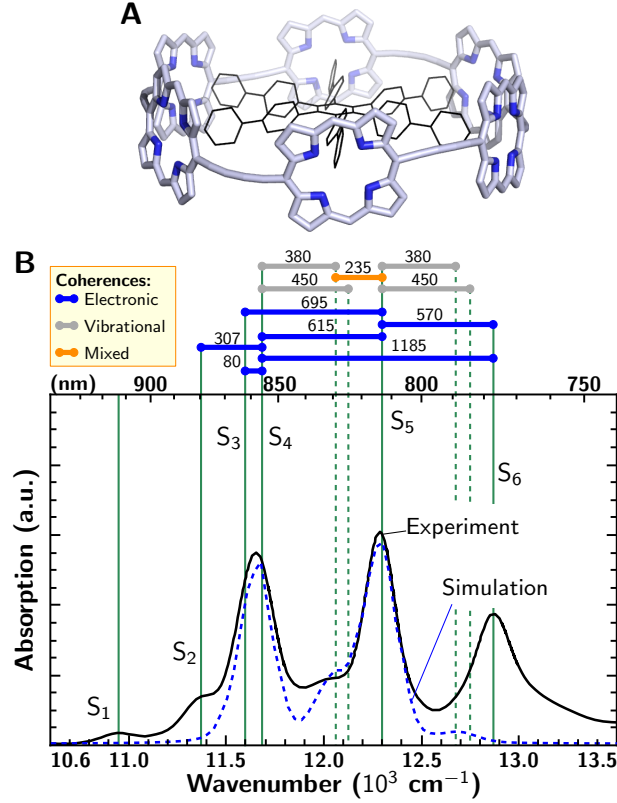 A
B
Coherences:
Electronic
Vibrational
Mixed
380 235 380
450 450
695
615 570
307 1185
80
(nm) 900 850 800 750
S₃ S₄ S₅
S₆
Experiment
Simulation
S₂
S₁
Absorption (a.u.)
10.6 11.0 11.5 12.0 12.5 13.0 13.5
Wavenumber (10³ cm⁻¹)